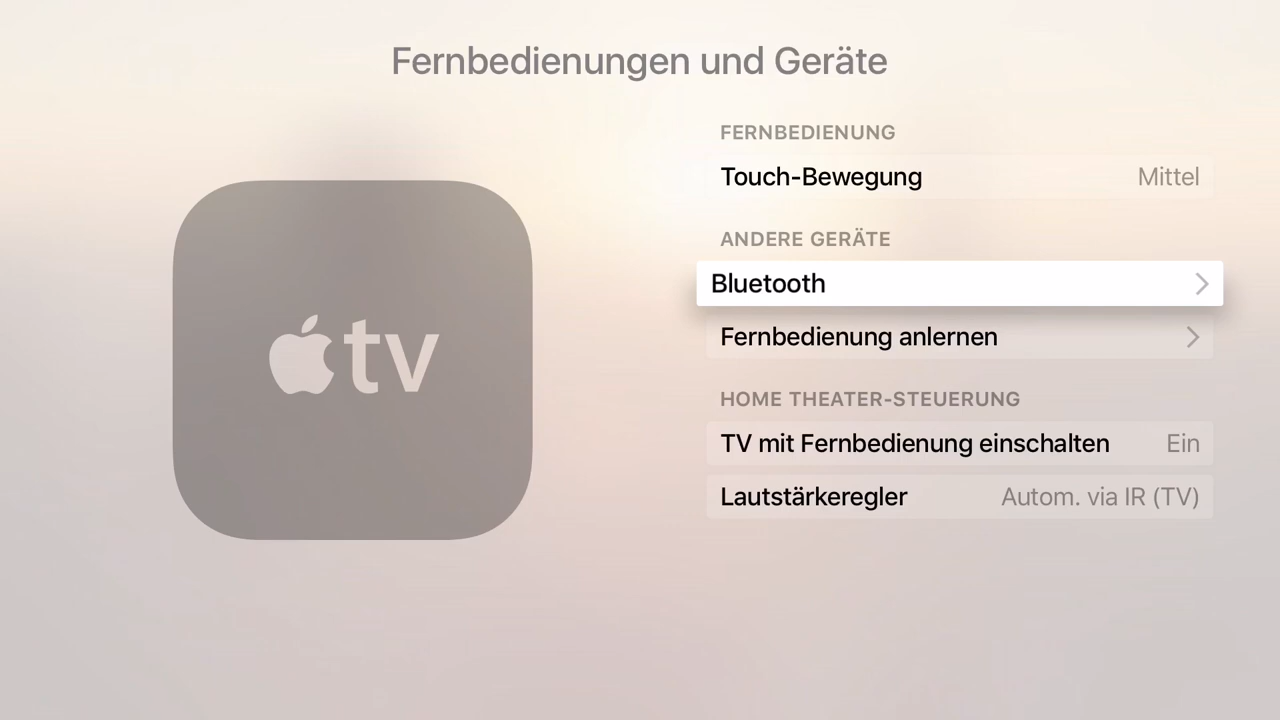 Fernbedienungen und Geräte
FERNBEDIENUNG
Touch-Bewegung Mittel
ANDERE GERÄTE
Bluetooth
Fernbedienung anlernen
HOME THEATER-STEUERUNG
TV mit Fernbedienung einschalten Ein
Lautstärkeregler Autom. via IR (TV)
tv